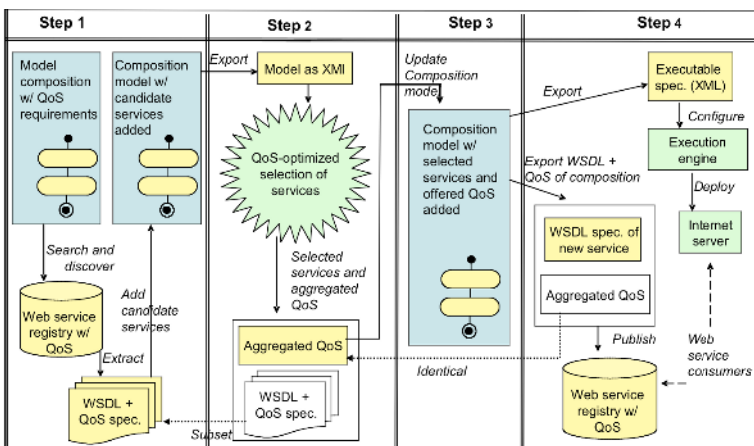 Step 1
Step 2
Step 3
Step 4
Model
composition
w/ QoS
requirements
Composition
model w/
candidate
services
added
Search and
discover
Web service
registry w/
QoS
Extract
WSDL +
QoS spec.
Add
candidate
services
Export
Model as XMI
QoS-optimized
selection of
services
Selected
services and
aggregated
QoS
Aggregated QoS
WSDL +
QoS spec.
Subset
Update
Composition
model
Composition
model w/
selected
services and
offered QoS
added
Identical
Export
Executable
spec. (XML)
Configure
Execution
engine
Deploy
Internet
server
Export WSDL +
QoS of composition
WSDL spec. of
new service
Aggregated QoS
Publish
Web
service
consumers
Web service
registry w/
QoS